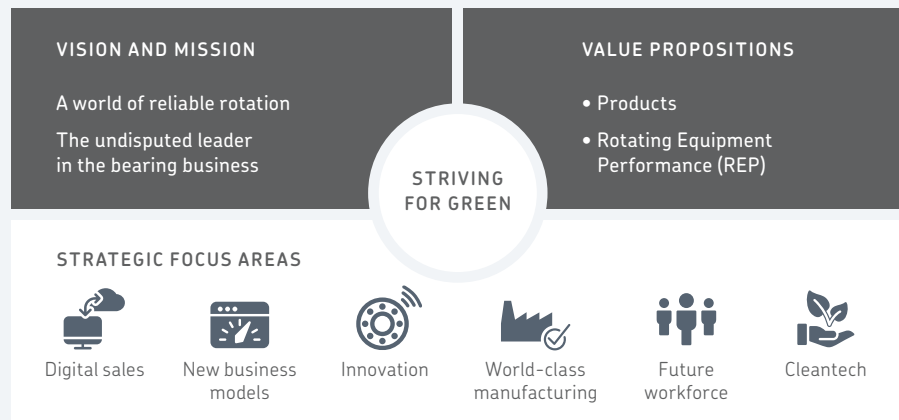 VISION AND MISSION
A world of reliable rotation
The undisputed leader
in the bearing business
VALUE PROPOSITIONS
• Products
• Rotating Equipment
Performance (REP)
STRIVING
FOR GREEN
STRATEGIC FOCUS AREAS
Digital sales
New business
models
Innovation
World-class
manufacturing
Future
workforce
Cleantech